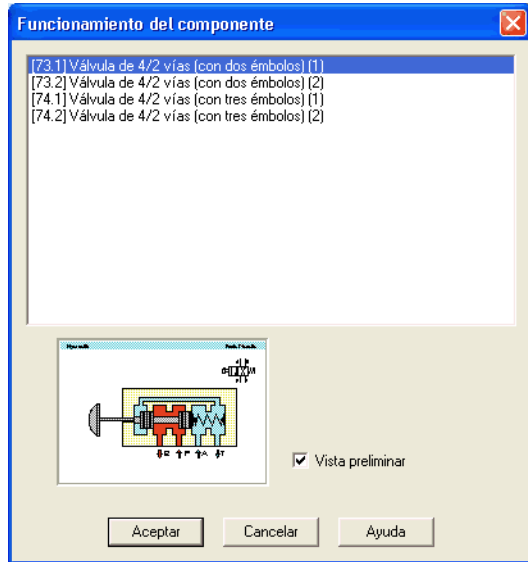 Funcionamiento del componente
[73.1] Válvula de 4/2 vías (con dos émbolos) (1)
[73.2] Válvula de 4/2 vías (con dos émbolos) (2)
[74.1] Válvula de 4/2 vías (con tres émbolos) (1)
[74.2] Válvula de 4/2 vías (con tres émbolos) (2)
B P A T
Vista preliminar
Aceptar Cancelar Ayuda